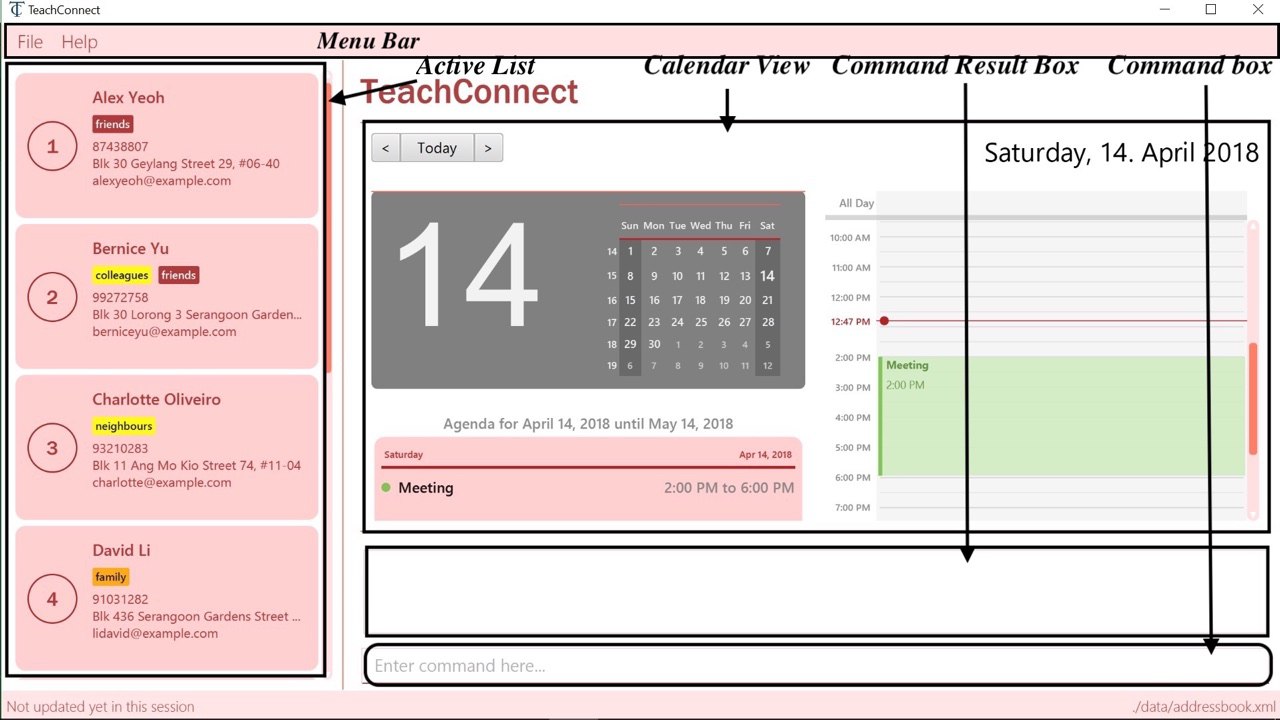 TeachConnect
File Help
Menu Bar
Active List
Calendar View
Command Result Box
Command box
Alex Yeoh
friends
1
87438807
Blk 30 Geylang Street 29, #06-40
alexyeoh@example.com
Bernice Yu
colleagues friends
2
99272758
Blk 30 Lorong 3 Serangoon Garden...
berniceyu@example.com
Charlotte Oliveiro
neighbours
3
93210283
Blk 11 Ang Mo Kio Street 74, #11-04
charlotte@example.com
David Li
family
4
91031282
Blk 436 Serangoon Gardens Street ...
lidavid@example.com
TeachConnect
< Today >
Saturday, 14. April 2018
14
Sun Mon Tue Wed Thu Fri Sat
14 1 2 3 4 5 6 7
15 8 9 10 11 12 13 14
16 15 16 17 18 19 20 21
17 22 23 24 25 26 27 28
18 29 30 1 2 3 4 5
19 6 7 8 9 10 11 12
Agenda for April 14, 2018 until May 14, 2018
Saturday Apr 14, 2018
Meeting 2:00 PM to 6:00 PM
All Day
10:00 AM
11:00 AM
12:00 PM
12:47 PM
2:00 PM
Meeting
2:00 PM
3:00 PM
4:00 PM
5:00 PM
6:00 PM
7:00 PM
Enter command here...
Not updated yet in this session
./data/addressbook.xml